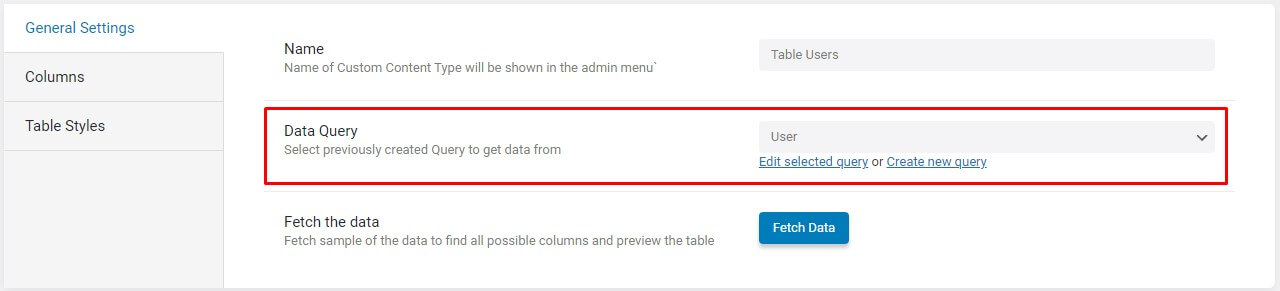 General Settings
Columns
Table Styles
Name
Name of Custom Content Type will be shown in the admin menu`
Table Users
Data Query
Select previously created Query to get data from
User
Edit selected query or Create new query
Fetch the data
Fetch sample of the data to find all possible columns and preview the table
Fetch Data